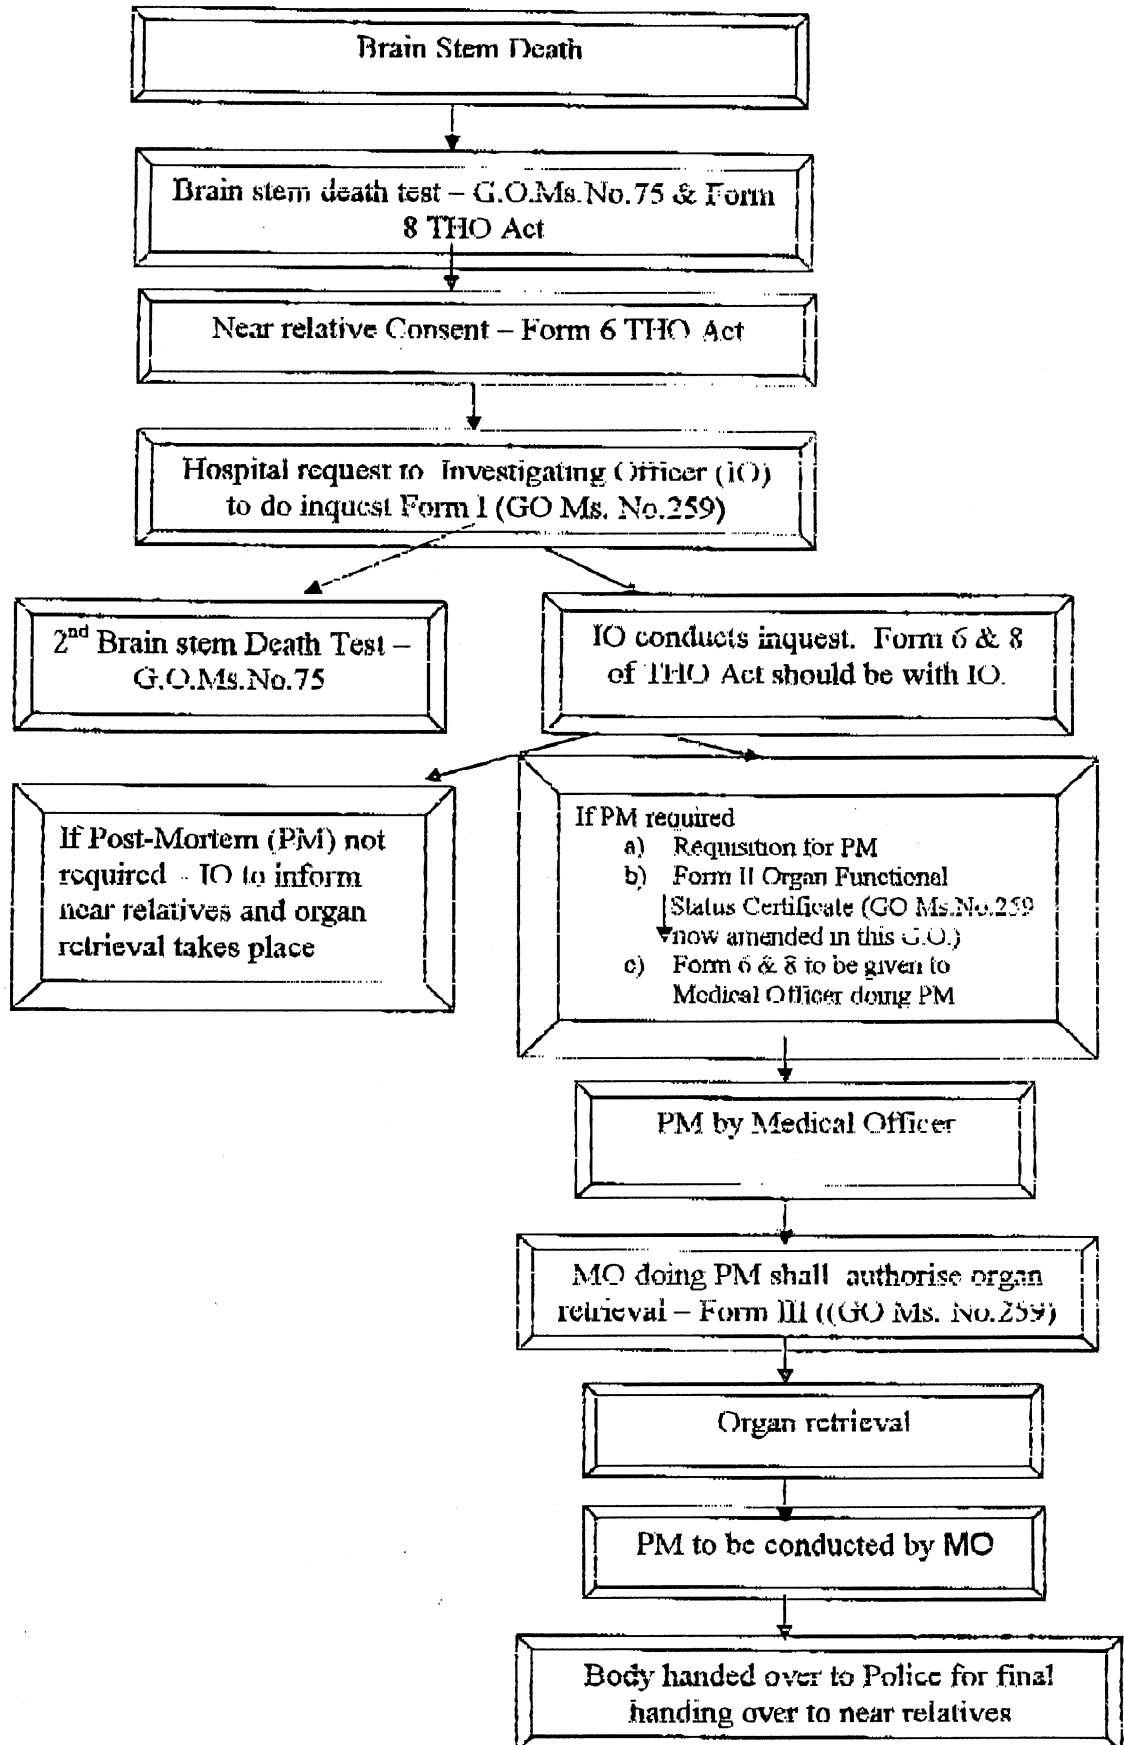 Brain Stem Death
Brain stem death test – G.O.Ms.No.75 & Form
8 THO Act
Near relative Consent – Form 6 THO Act
Hospital request to Investigating Officer (IO)
to do inquest Form I (GO Ms. No.259)
2nd Brain stem Death Test –
G.O.Ms.No.75
IO conducts inquest. Form 6 & 8
of THO Act should be with IO.
If Post-Mortem (PM) not
required - IO to inform
near relatives and organ
retrieval takes place
If PM required
a) Requisition for PM
b) Form II Organ Functional
Status Certificate (GO Ms.No.259
now amended in this G.O.)
c) Form 6 & 8 to be given to
Medical Officer doing PM
PM by Medical Officer
MO doing PM shall authorise organ
retrieval – Form III ((GO Ms. No.259)
Organ retrieval
PM to be conducted by MO
Body handed over to Police for final
handing over to near relatives